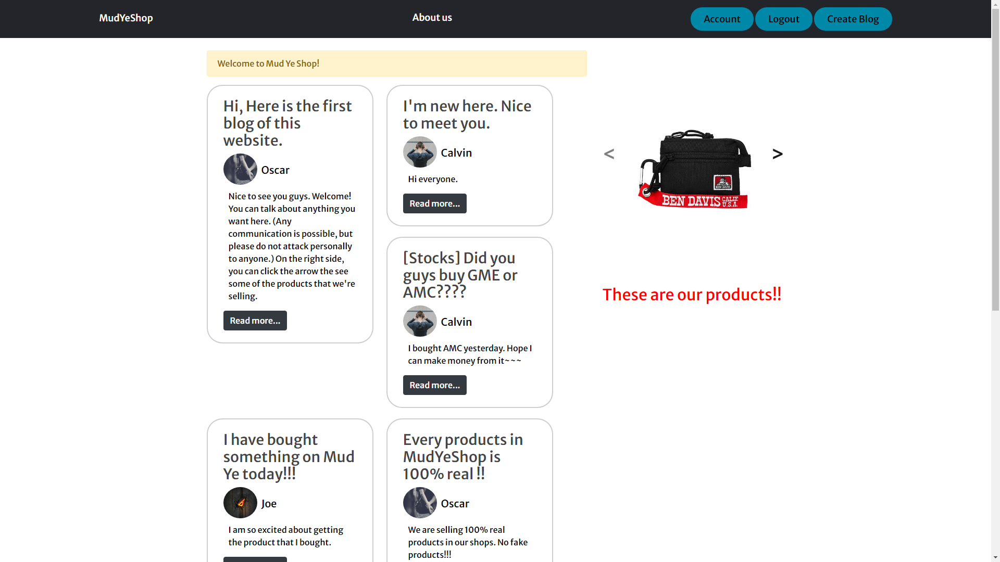 MudYeShop
About us
Account
Logout
Create Blog
Welcome to Mud Ye Shop!
Hi, Here is the first
blog of this
website.
Oscar
Nice to see you guys. Welcome!
You can talk about anything you
want here. (Any
communication is possible, but
please do not attack personally
to anyone.) On the right side,
you can click the arrow the see
some of the products that we're
selling.
Read more...
I'm new here. Nice
to meet you.
Calvin
Hi everyone.
Read more...
[Stocks] Did you
guys buy GME or
AMC????
Calvin
I bought AMC yesterday. Hope I
can make money from it~~~
Read more...
I have bought
something on Mud
Ye today!!!
Joe
I am so excited about getting
the product that I bought.
Every products in
MudYeShop is
100% real !!
Oscar
We are selling 100% real
products in our shops. No fake
products!!!
<
>
BEN DAVIS
BEN DAVIS CALIF
U.S.A.
These are our products!!